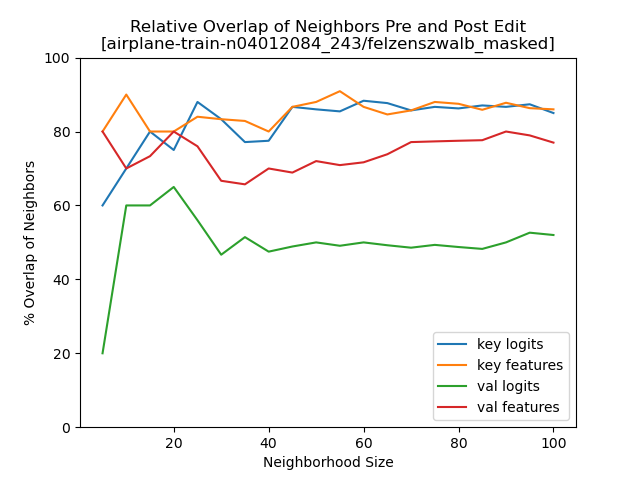 Relative Overlap of Neighbors Pre and Post Edit
[airplane-train-n04012084_243/felzenszwalb_masked]
100
80
60
40
20
0
% Overlap of Neighbors
20 40 60 80 100
Neighborhood Size
key logits
key features
val logits
val features